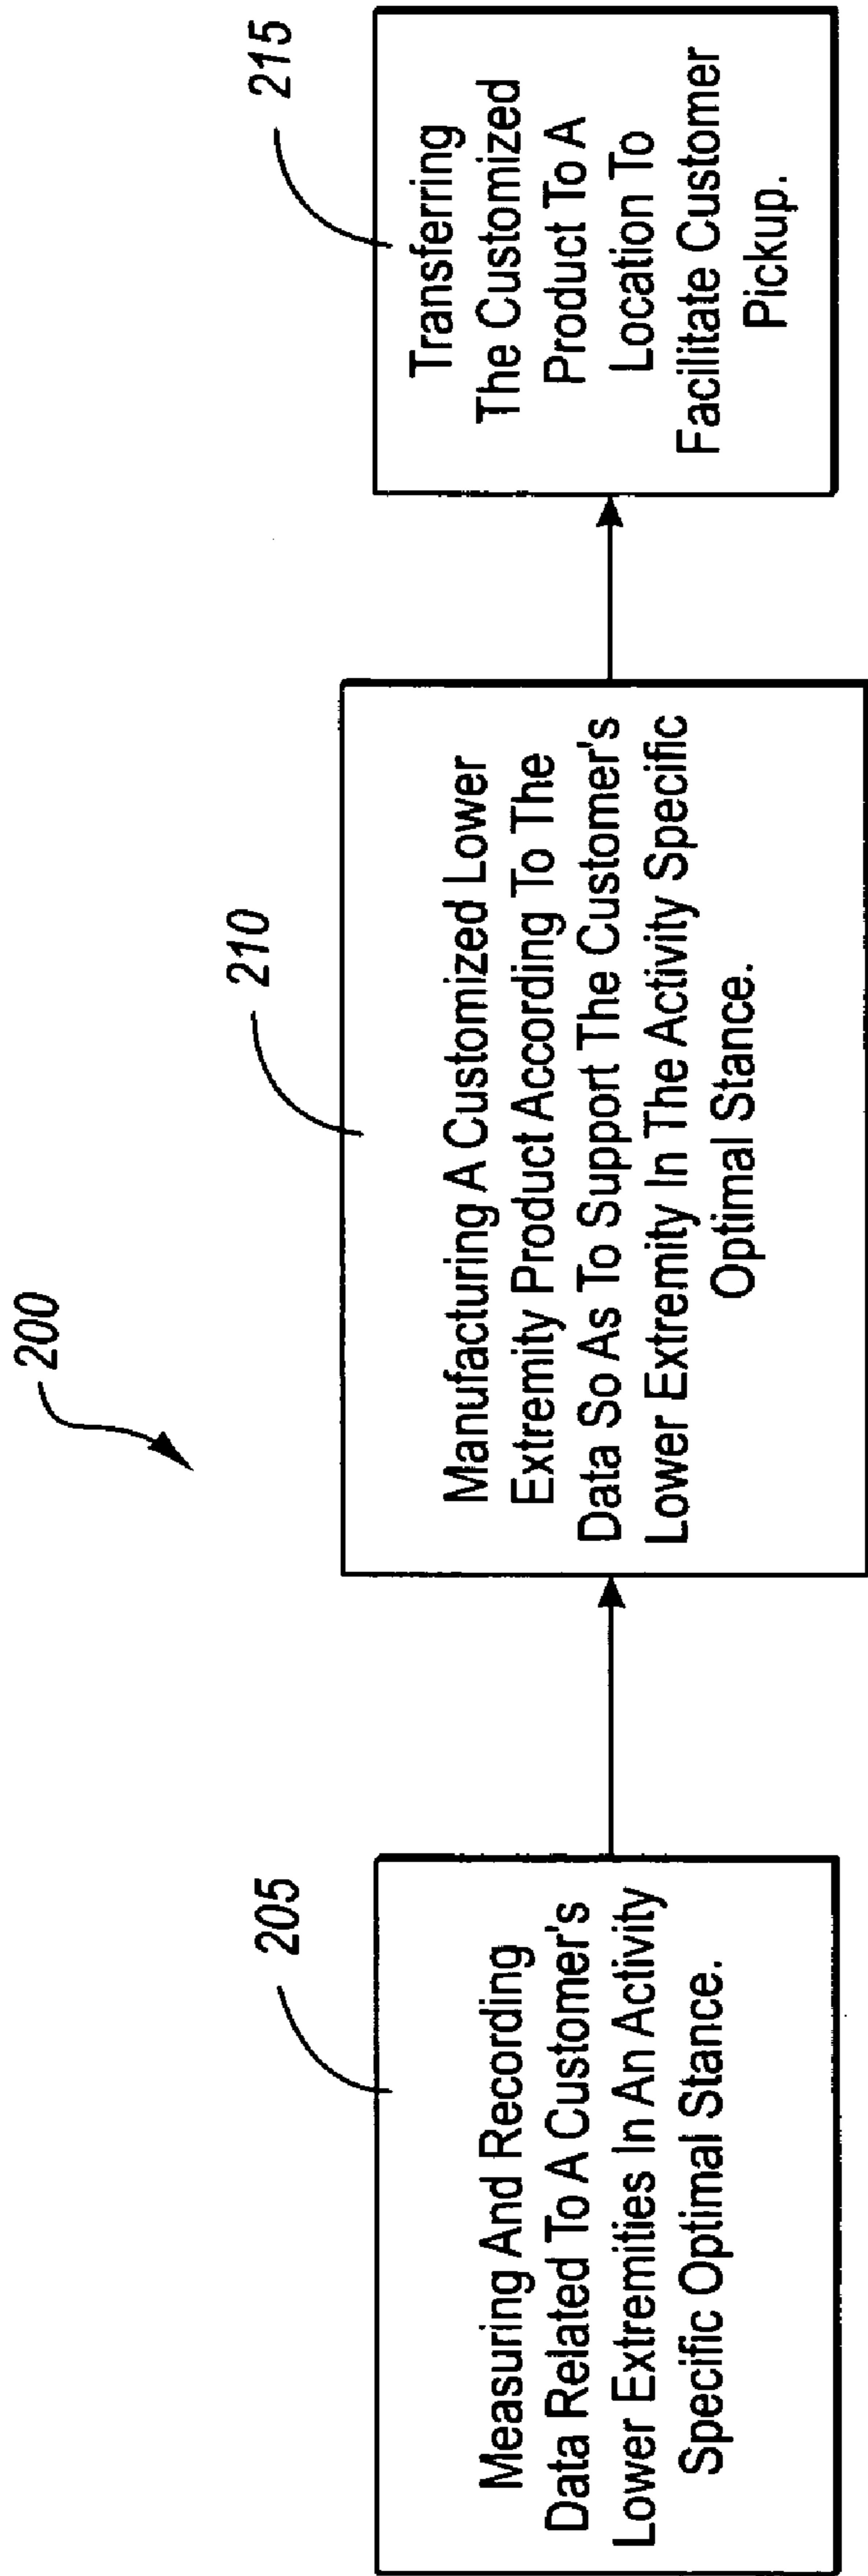 200
205
Measuring And Recording
Data Related To A Customer's
Lower Extremities In An Activity
Specific Optimal Stance.
210
Manufacturing A Customized Lower
Extremity Product According To The
Data So As To Support The Customer's
Lower Extremity In The Activity Specific
Optimal Stance.
215
Transferring
The Customized
Product To A
Location To
Facilitate Customer
Pickup.